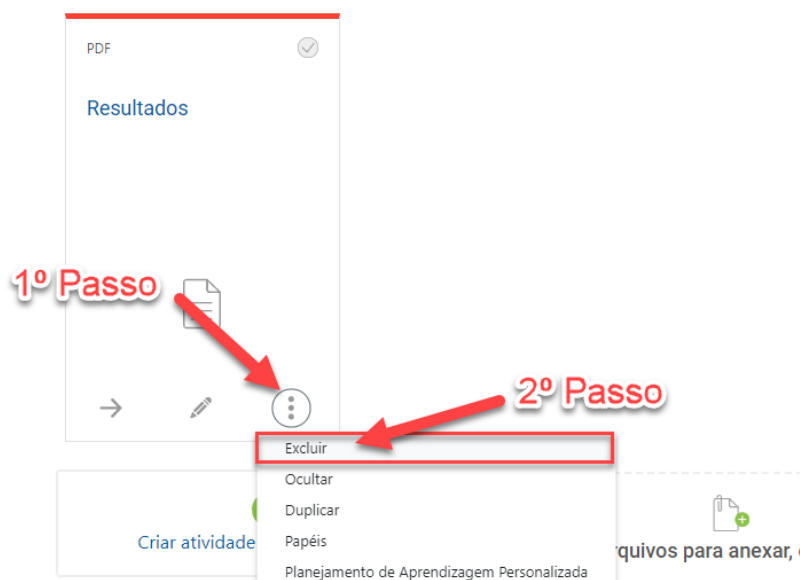 PDF
Resultados
1º Passo
2º Passo
Excluir
Ocultar
Duplicar
Papéis
Planejamento de Aprendizagem Personalizada
Criar atividade
rquivos para anexar,